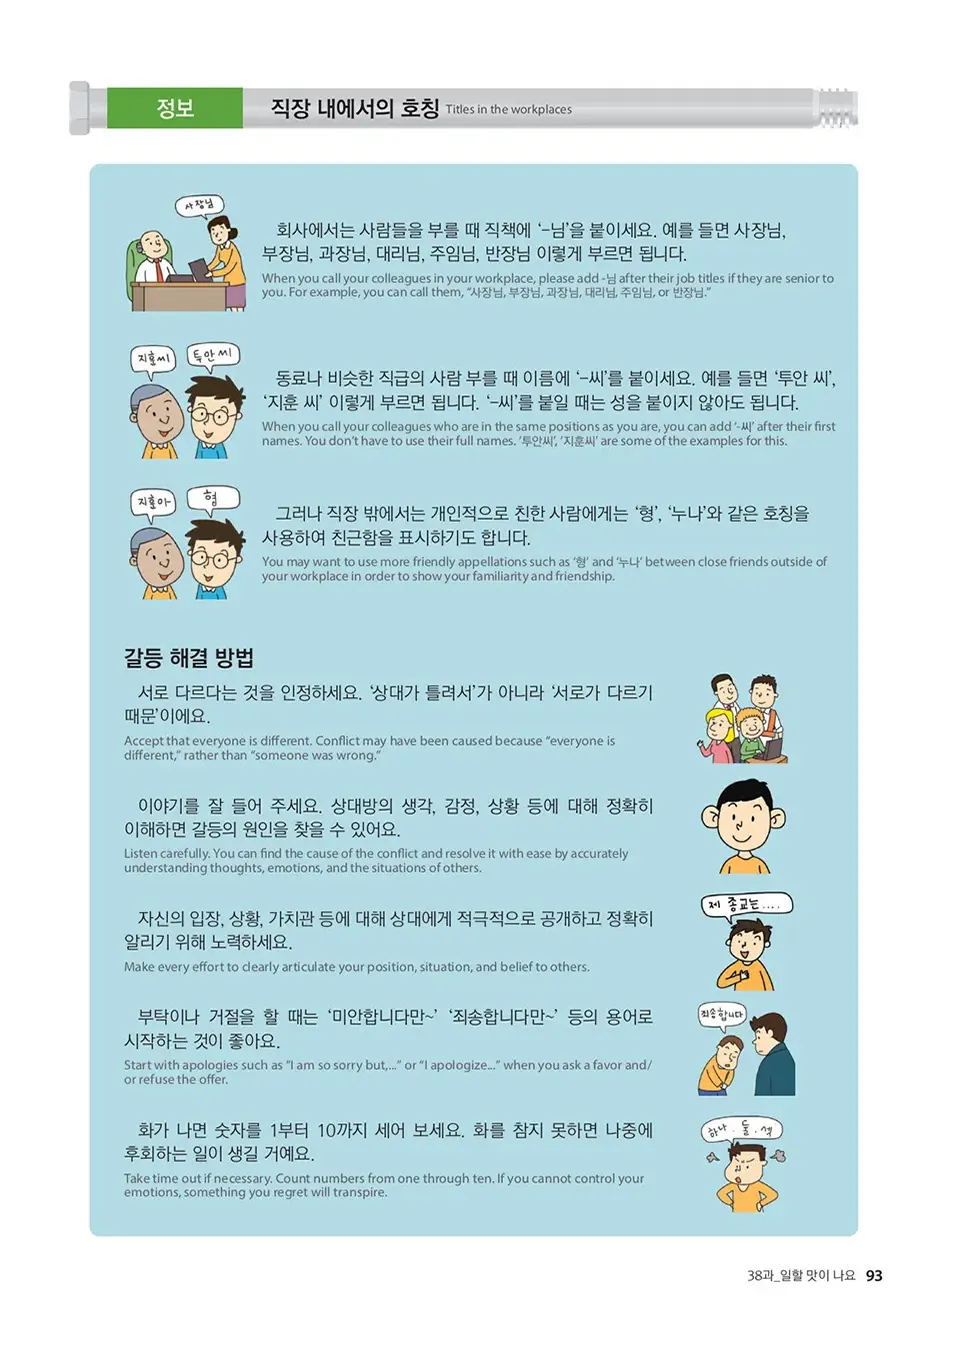 정보
직장 내에서의 호칭 Titles in the workplaces
사장님
회사에서는 사람들을 부를 때 직책에 ‘–님’을 붙이세요. 예를 들면 사장님,
부장님, 과장님, 대리님, 주임님, 반장님 이렇게 부르면 됩니다.
When you call your colleagues in your workplace, please add -님 after their job titles if they are senior to
you. For example, you can call them, “사장님, 부장님, 과장님, 대리님, 주임님, or 반장님.”
지훈씨
투안 씨
동료나 비슷한 직급의 사람 부를 때 이름에 ‘–씨’를 붙이세요. 예를 들면 ‘투안 씨’,
‘지훈 씨’ 이렇게 부르면 됩니다. ‘–씨’를 붙일 때는 성을 붙이지 않아도 됩니다.
When you call your colleagues who are in the same positions as you are, you can add ‘-씨’ after their first
names. You don’t have to use their full names. ‘투안씨’, ‘지훈씨’ are some of the examples for this.
지훈아
형
그러나 직장 밖에서는 개인적으로 친한 사람에게는 ‘형’, ‘누나’와 같은 호칭을
사용하여 친근함을 표시하기도 합니다.
You may want to use more friendly appellations such as ‘형’ and ‘누나’ between close friends outside of
your workplace in order to show your familiarity and friendship.
갈등 해결 방법
서로 다르다는 것을 인정하세요. ‘상대가 틀려서’가 아니라 ‘서로가 다르기
때문’이에요.
Accept that everyone is different. Conflict may have been caused because “everyone is
different,” rather than “someone was wrong.”
이야기를 잘 들어 주세요. 상대방의 생각, 감정, 상황 등에 대해 정확히
이해하면 갈등의 원인을 찾을 수 있어요.
Listen carefully. You can find the cause of the conflict and resolve it with ease by accurately
understanding thoughts, emotions, and the situations of others.
자신의 입장, 상황, 가치관 등에 대해 상대에게 적극적으로 공개하고 정확히
알리기 위해 노력하세요.
Make every effort to clearly articulate your position, situation, and belief to others.
제 종교는....
부탁이나 거절을 할 때는 ‘미안합니다만~’ ‘죄송합니다만~’ 등의 용어로
시작하는 것이 좋아요.
Start with apologies such as “I am so sorry but,...” or “I apologize...” when you ask a favor and/
or refuse the offer.
죄송합니다
화가 나면 숫자를 1부터 10까지 세어 보세요. 화를 참지 못하면 나중에
후회하는 일이 생길 거예요.
Take time out if necessary. Count numbers from one through ten. If you cannot control your
emotions, something you regret will transpire.
하나. 둘. 셋
38과_일할 맛이 나요 93